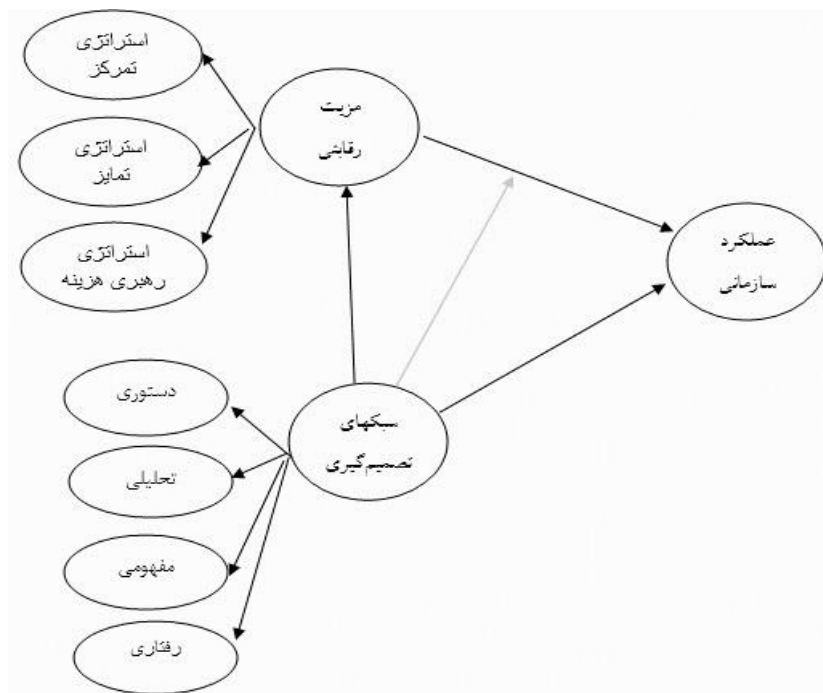 استراتژی
تمرکز
مزیت
رقابتی
استراتژی
تمایز
استراتژی
رهبری هزینه
عملکرد
سازمانی
دستوری
سبکهای
تصمیم‌گیری
تحلیلی
مفهومی
رفتاری